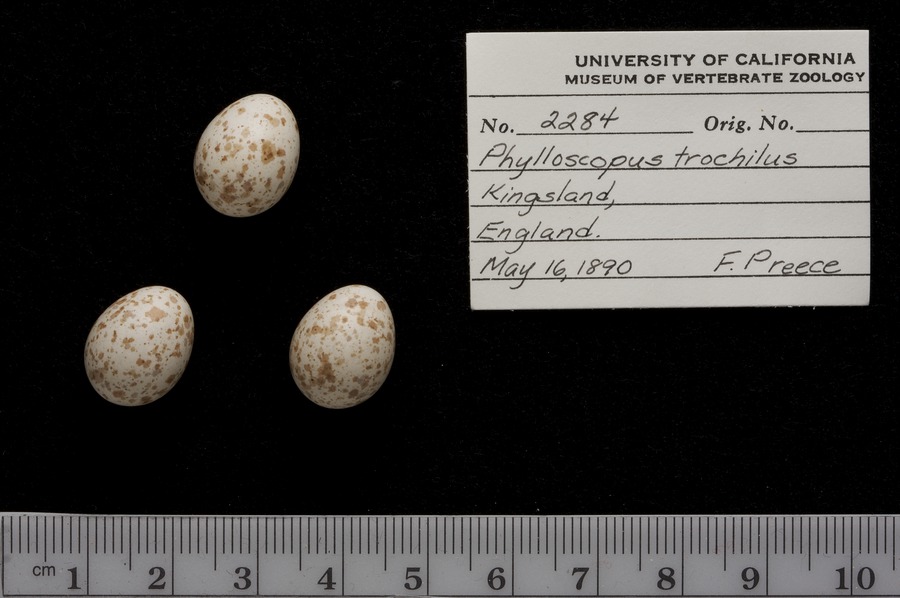 UNIVERSITY OF CALIFORNIA
MUSEUM OF VERTEBRATE ZOOLOGY
No. 2284 Orig. No.
Phylloscopus trochilus
Kingsland,
England.
May 16, 1890 F. Preece
cm 1 2 3 4 5 6 7 8 9 10